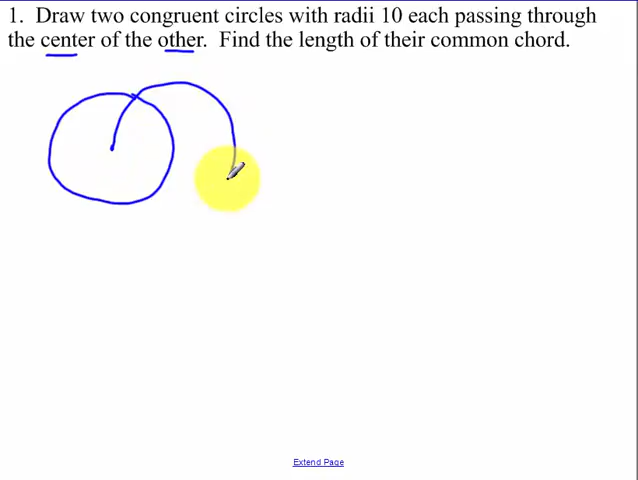 1. Draw two congruent circles with radii 10 each passing through
the center of the other. Find the length of their common chord.
Extend Page